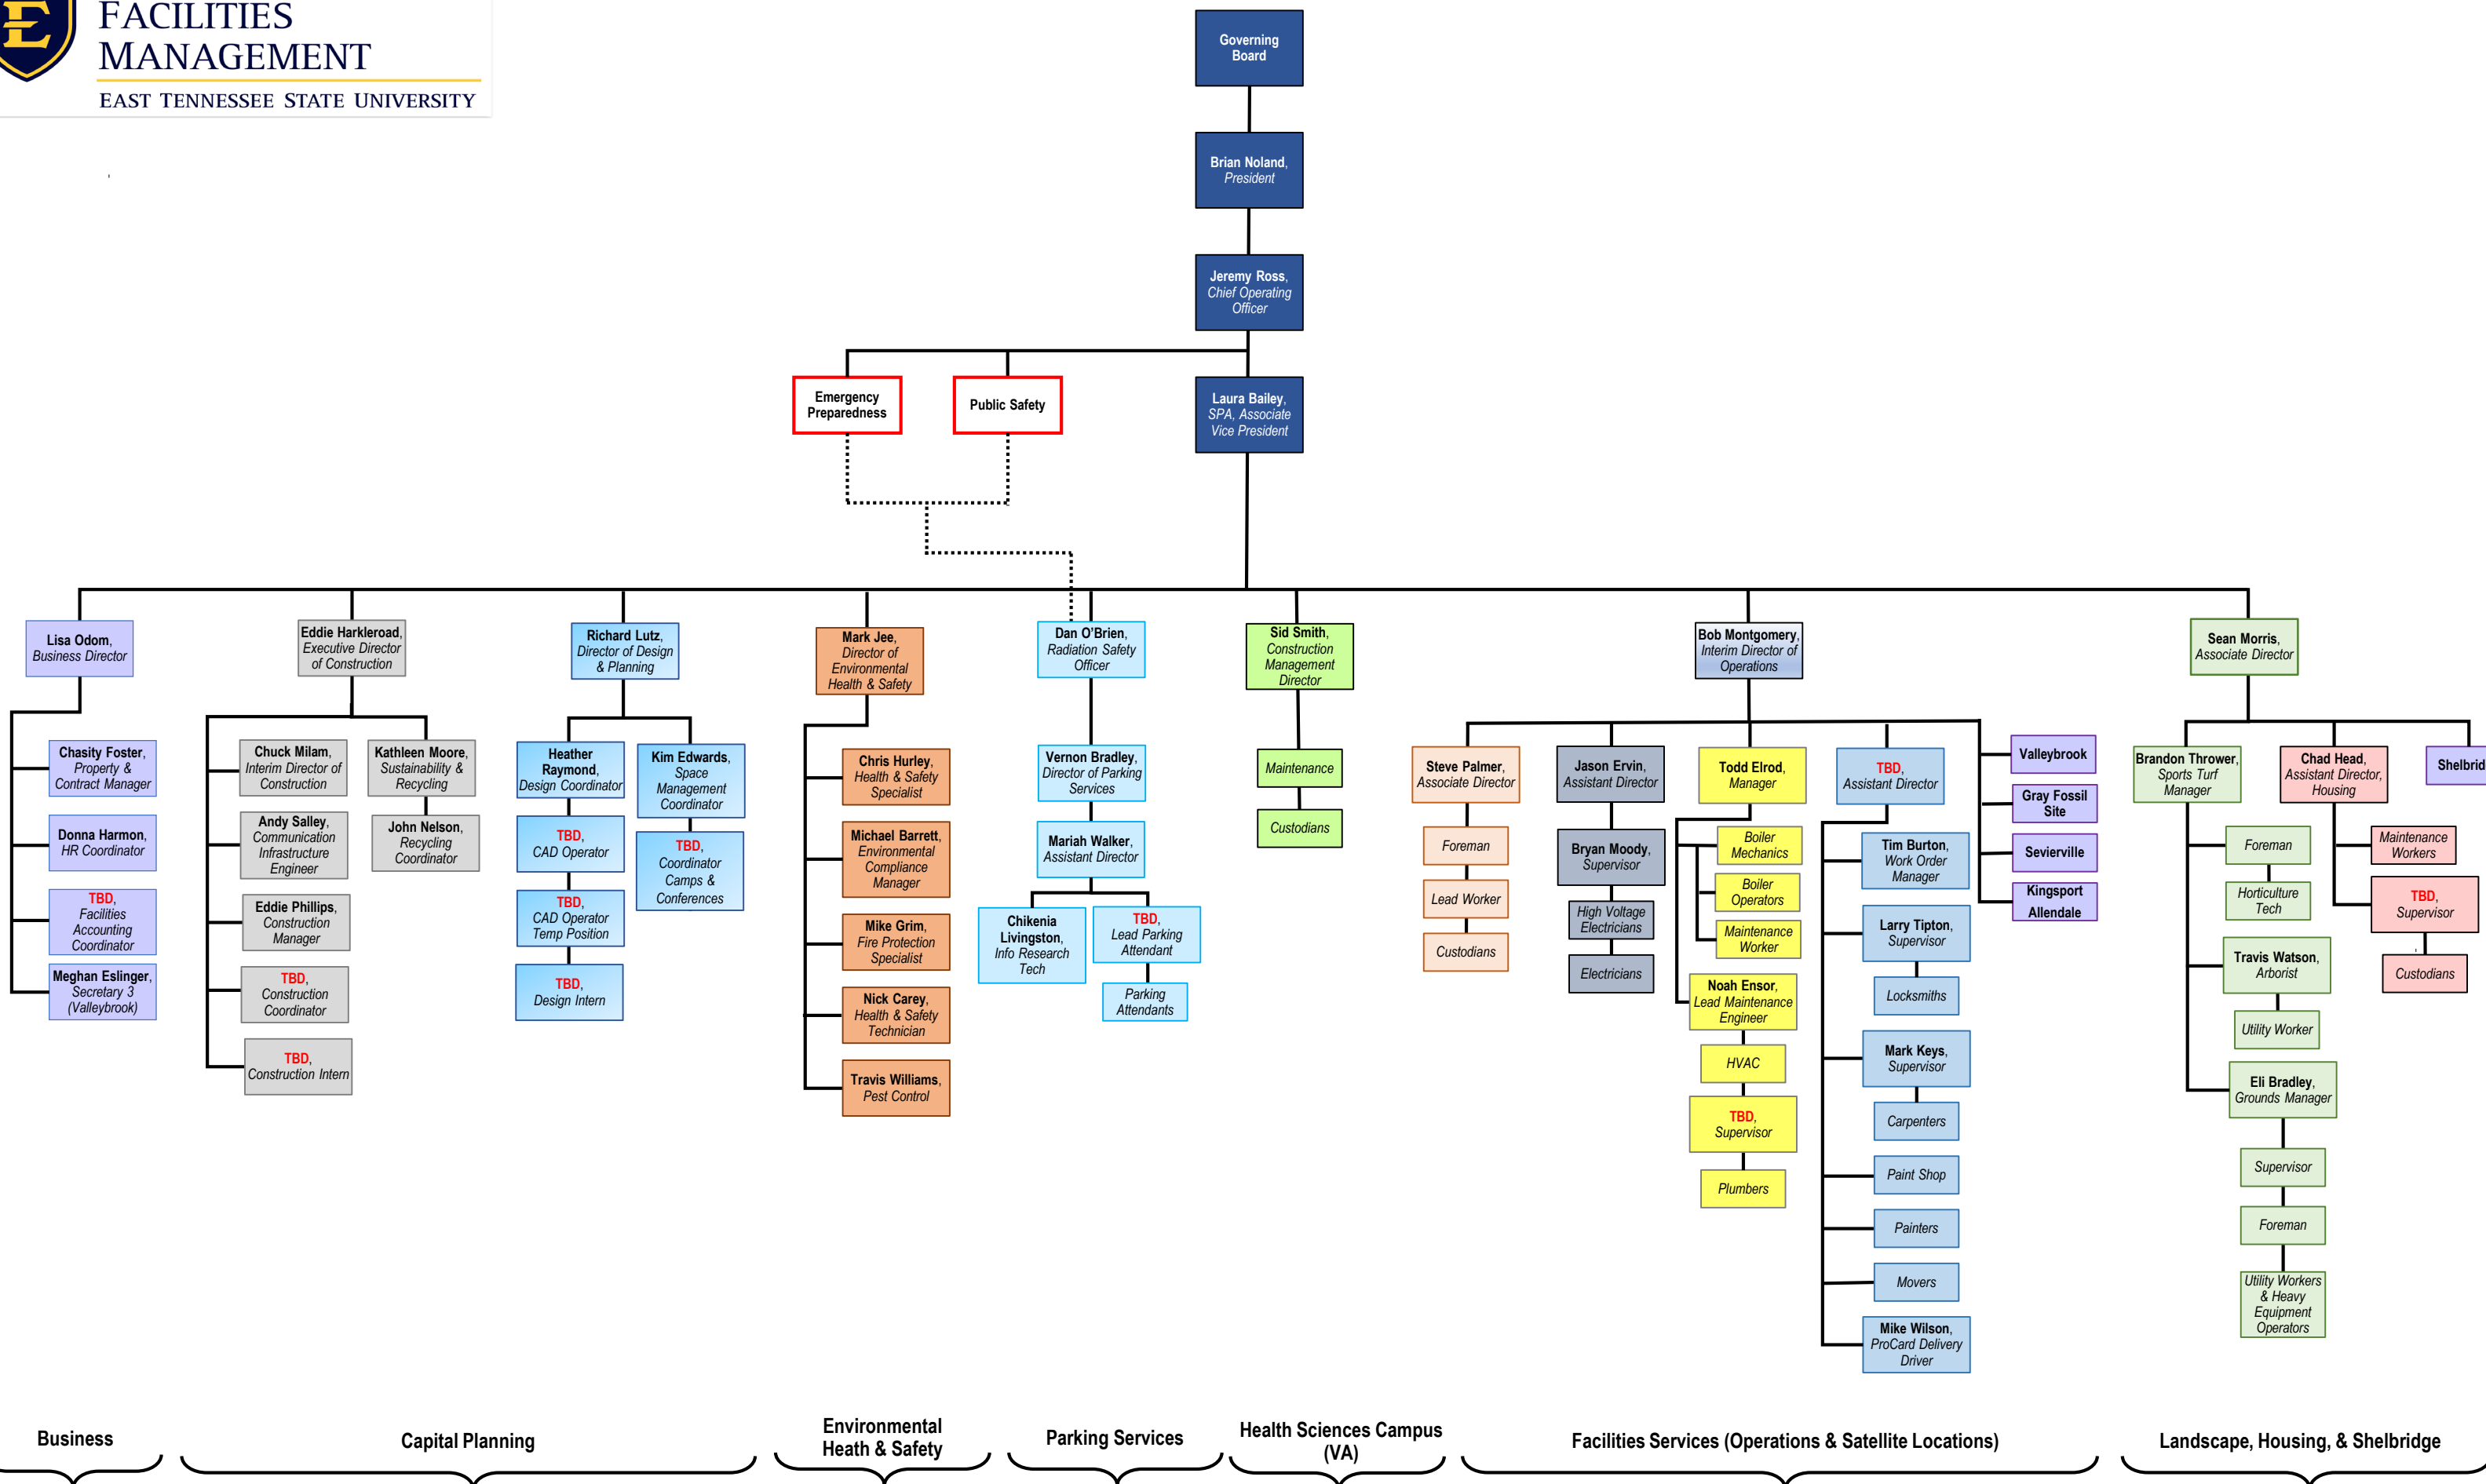 FACILITIES
MANAGEMENT
EAST TENNESSEE STATE UNIVERSITY
Governing
Board
Brian Noland,
President
Jeremy Ross,
Chief Operating
Officer
Emergency
Preparedness
Public Safety
Laura Bailey,
SPA, Associate
Vice President
Lisa Odom,
Business Director
Chasity Foster,
Property &
Contract Manager
Donna Harmon,
HR Coordinator
TBD,
Facilities
Accounting
Coordinator
Meghan Eslinger,
Secretary 3
(Valleybrook)
Eddie Harkleroad,
Executive Director
of Construction
Chuck Milam,
Interim Director of
Construction
Andy Salley,
Communication
Infrastructure
Engineer
Eddie Phillips,
Construction
Manager
TBD,
Construction
Coordinator
TBD,
Construction Intern
Kathleen Moore,
Sustainability &
Recycling
John Nelson,
Recycling
Coordinator
Richard Lutz,
Director of Design
& Planning
Heather
Raymond,
Design Coordinator
TBD,
CAD Operator
TBD,
CAD Operator
Temp Position
TBD,
Design Intern
Kim Edwards,
Space
Management
Coordinator
TBD,
Coordinator
Camps &
Conferences
Mark Jee,
Director of
Environmental
Health & Safety
Chris Hurley,
Health & Safety
Specialist
Michael Barrett,
Environmental
Compliance
Manager
Mike Grim,
Fire Protection
Specialist
Nick Carey,
Health & Safety
Technician
Travis Williams,
Pest Control
Dan O'Brien,
Radiation Safety
Officer
Vernon Bradley,
Director of Parking
Services
Mariah Walker,
Assistant Director
Chikenia
Livingston,
Info Research
Tech
TBD,
Lead Parking
Attendant
Parking
Attendants
Sid Smith,
Construction
Management
Director
Maintenance
Custodians
Bob Montgomery,
Interim Director of
Operations
Steve Palmer,
Associate Director
Foreman
Lead Worker
Custodians
Jason Ervin,
Assistant Director
Bryan Moody,
Supervisor
High Voltage
Electricians
Electricians
Todd Elrod,
Manager
Boiler
Mechanics
Boiler
Operators
Maintenance
Worker
Noah Ensor,
Lead Maintenance
Engineer
HVAC
TBD,
Supervisor
Plumbers
TBD,
Assistant Director
Tim Burton,
Work Order
Manager
Larry Tipton,
Supervisor
Locksmiths
Mark Keys,
Supervisor
Carpenters
Paint Shop
Painters
Movers
Mike Wilson,
ProCard Delivery
Driver
Valleybrook
Gray Fossil
Site
Sevierville
Kingsport
Allendale
Sean Morris,
Associate Director
Brandon Thrower,
Sports Turf
Manager
Foreman
Horticulture
Tech
Travis Watson,
Arborist
Utility Worker
Eli Bradley,
Grounds Manager
Supervisor
Foreman
Utility Workers
& Heavy
Equipment
Operators
Chad Head,
Assistant Director,
Housing
Maintenance
Workers
TBD,
Supervisor
Custodians
Shelbrid
Business
Capital Planning
Environmental
Heath & Safety
Parking Services
Health Sciences Campus
(VA)
Facilities Services (Operations & Satellite Locations)
Landscape, Housing, & Shelbridge